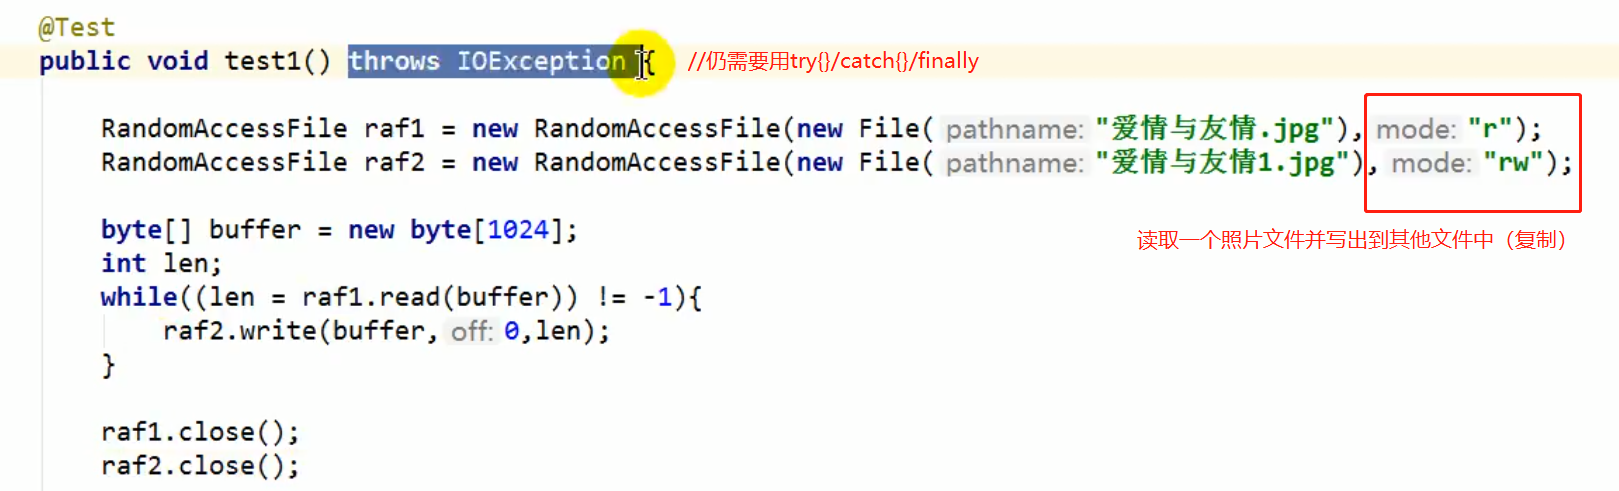 @Test
public void test1() throws IOException { //仍需要用try{}/catch{}/finally
RandomAccessFile raf1 = new RandomAccessFile(new File( pathname: "爱情与友情.jpg"), mode: "r");
RandomAccessFile raf2 = new RandomAccessFile(new File( pathname: "爱情与友情1.jpg"), mode: "rw");
读取一个照片文件并写出到其他文件中（复制）
byte[] buffer = new byte[1024];
int len;
while((len = raf1.read(buffer)) != -1){
raf2.write(buffer, off: 0,len);
}
raf1.close();
raf2.close();